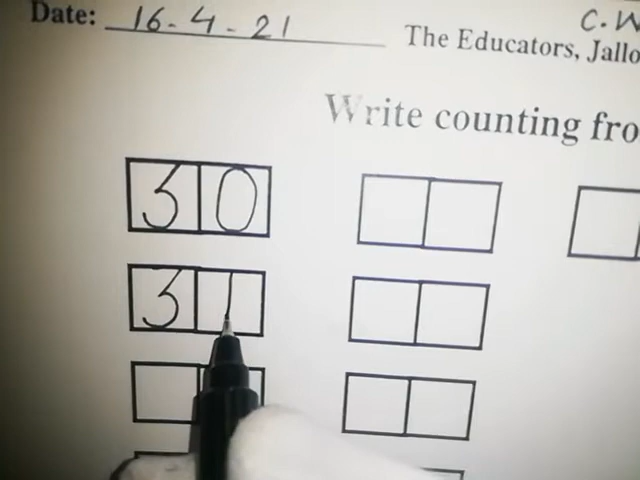 Date: 16-4-21
C.W
The Educators, Jallo
Write counting fro
30
31